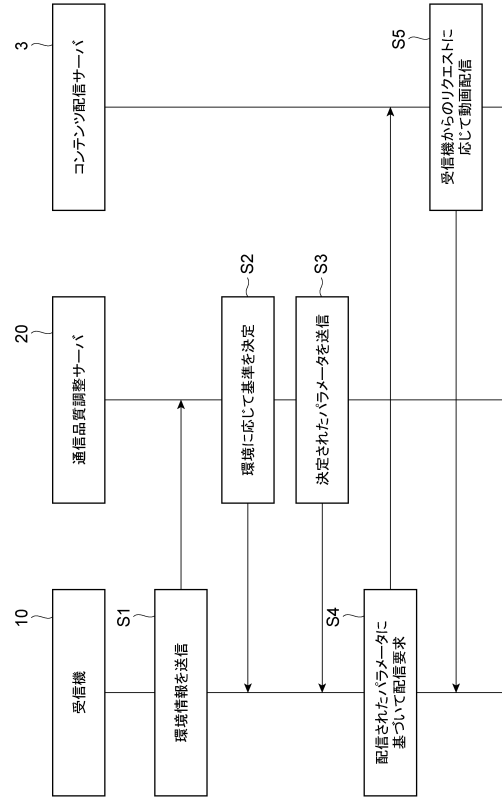 10
受信機
20
通信品質調整サーバ
3
コンテンツ配信サーバ
S1
環境情報を送信
S2
環境に応じて基準を決定
S3
決定されたパラメータを送信
S4
配信されたパラメータに
基づいて配信要求
S5
受信機からのリクエストに
応じて動画配信